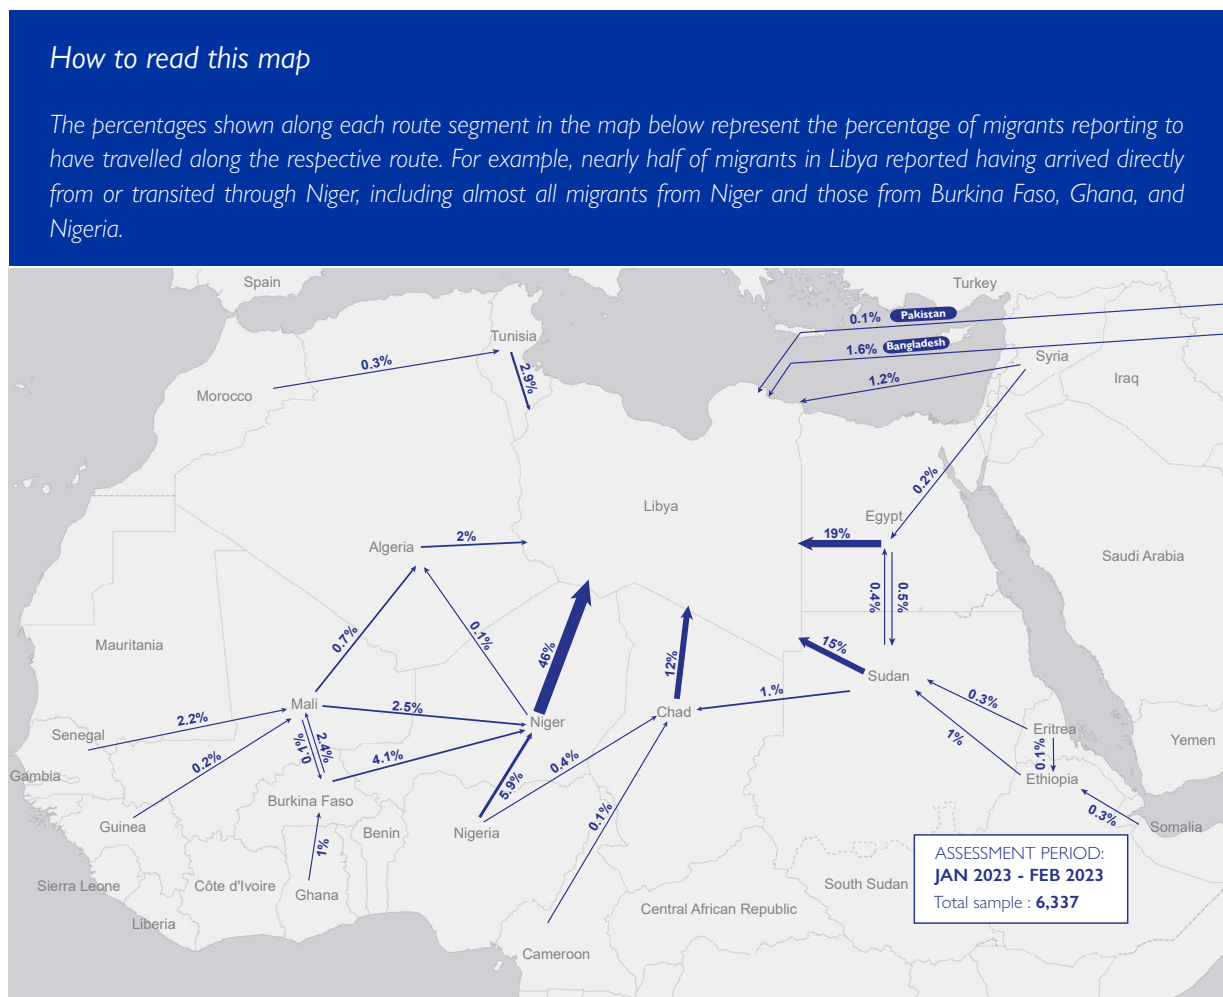 How to read this map
The percentages shown along each route segment in the map below represent the percentage of migrants reporting to
have travelled along the respective route. For example, nearly half of migrants in Libya reported having arrived directly
from or transited through Niger, including almost all migrants from Niger and those from Burkina Faso, Ghana, and
Nigeria.
Spain
Turkey
0.1% Pakistan
Tunisia
1.6% Bangladesh
Syria
0.3%
2.9%
1.2%
Iraq
Morocco
0.2%
Libya
Egypt
19%
2%
Algeria
Saudi Arabia
0.4%
0.5%
0.7%
0.1%
Mauritania
46%
12%
15%
Sudan
1.%
0.3%
Mali
2.5%
2.2%
Niger
Chad
Senegal
Eritrea
1%
Yemen
0.1%
2.4%
4.1%
0.4%
0.1%
0.2%
Gambia
Ethiopia
5.9%
Burkina Faso
0.1%
0.3%
Guinea
Benin
Nigeria
Somalia
1%
ASSESSMENT PERIOD:
JAN 2023 - FEB 2023
Total sample : 6,337
Sierra Leone
Côte d'Ivoire
Ghana
South Sudan
Central African Republic
Liberia
Cameroon